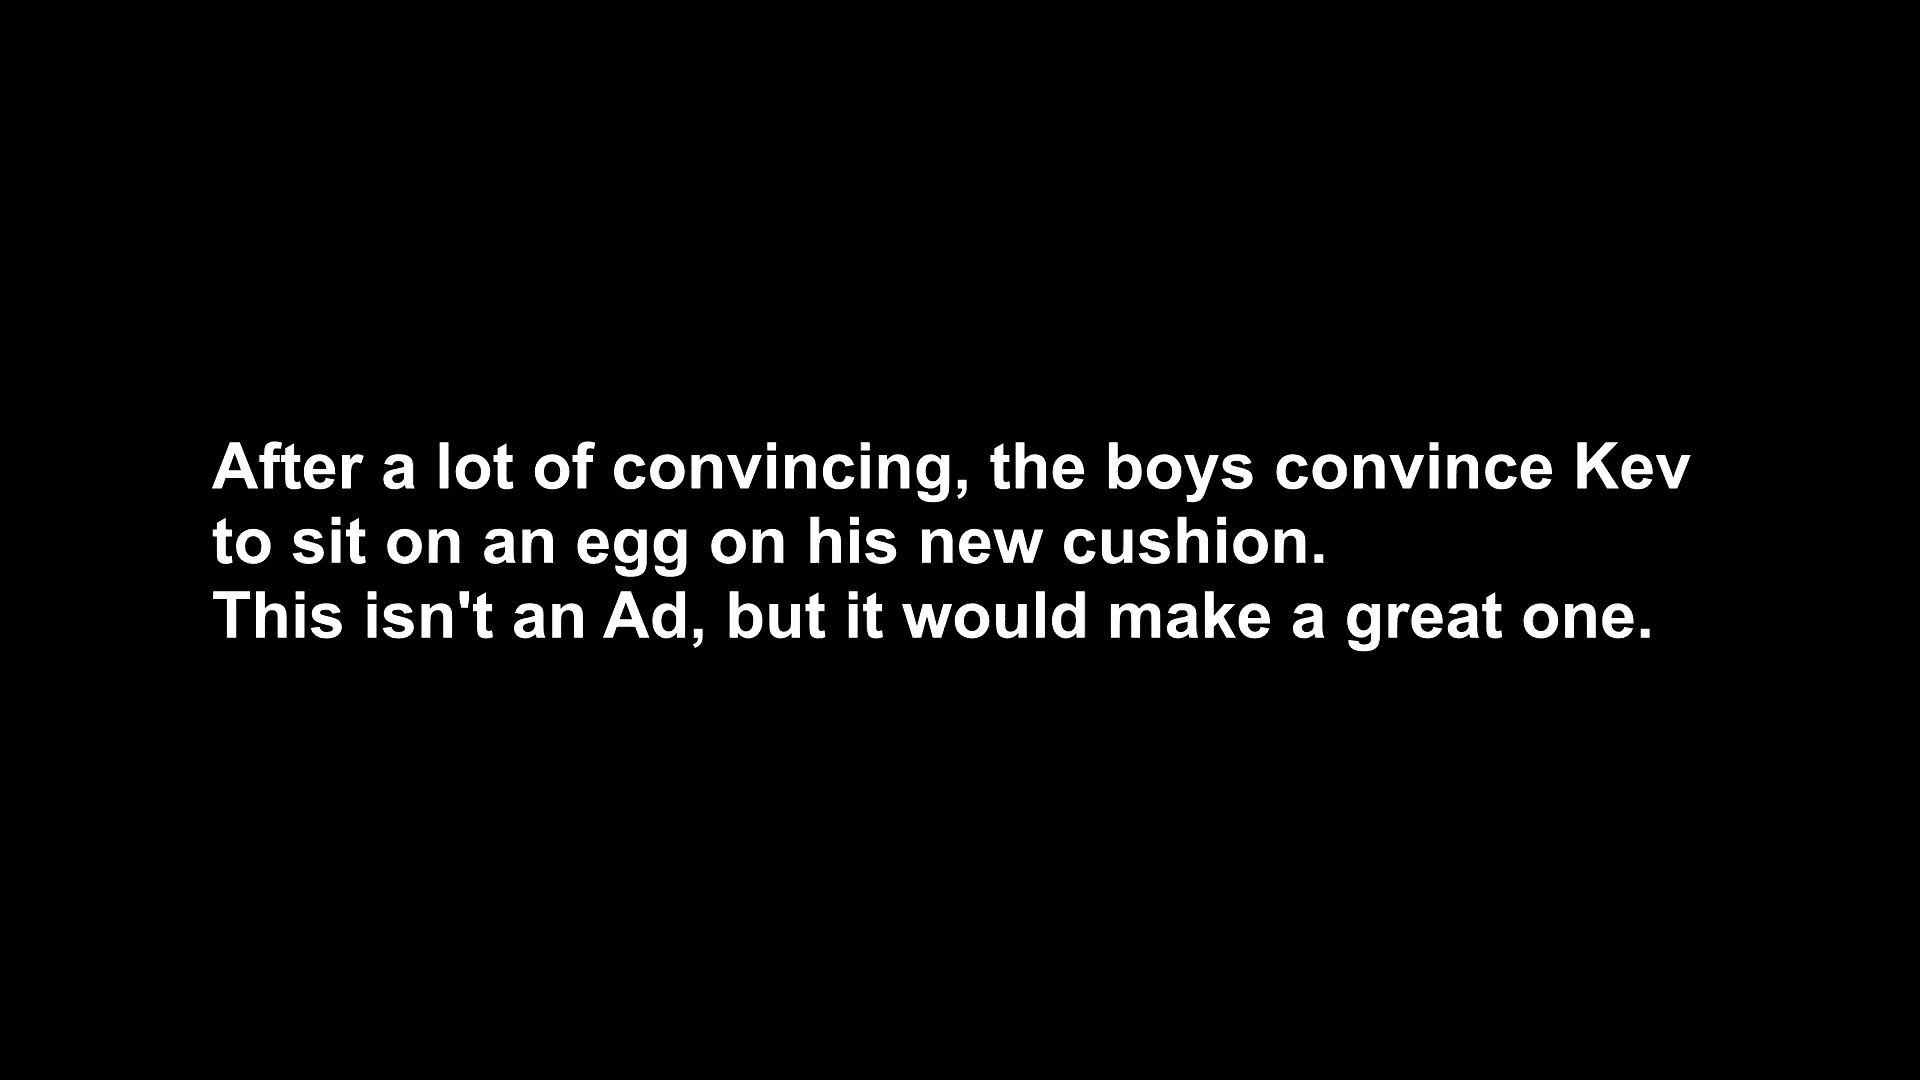 After a lot of convincing, the boys convince Kev
to sit on an egg on his new cushion.
This isn't an Ad, but it would make a great one.